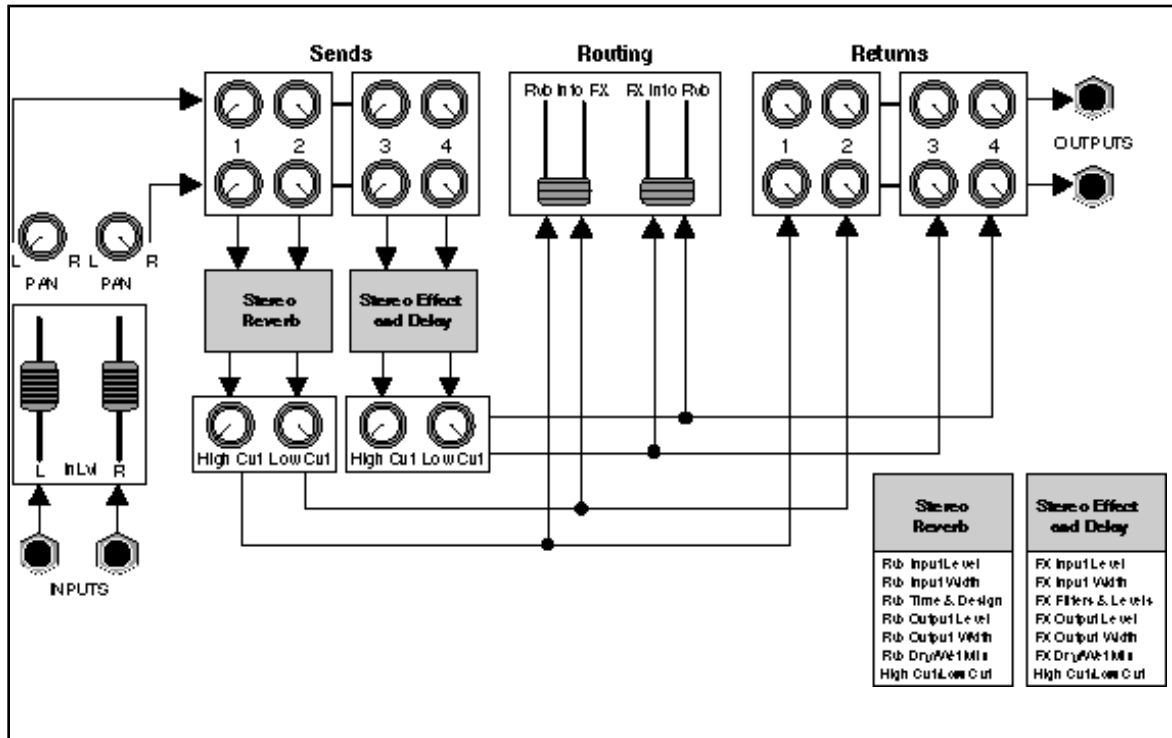 Sends
Routing
Returns
Rvb Into FX FX Into Rvb
1 2 3 4
1 2 3 4
OUTPUTS
L R L R
PAN PAN
Stereo
Reverb
Stereo Effect
and Delay
High Cut Low Cut
High Cut Low Cut
L In Lvl R
INPUTS
Stereo
Reverb
Rvb Input Level
Rvb Input Width
Rvb Time & Design
Rvb Output Level
Rvb Output Width
Rvb Dry/Wet Mix
High Cut/Low Cut
Stereo Effect
and Delay
FX Input Level
FX Input Width
FX Filters & Levels
FX Output Level
FX Output Width
FX Dry/Wet Mix
High Cut/Low Cut